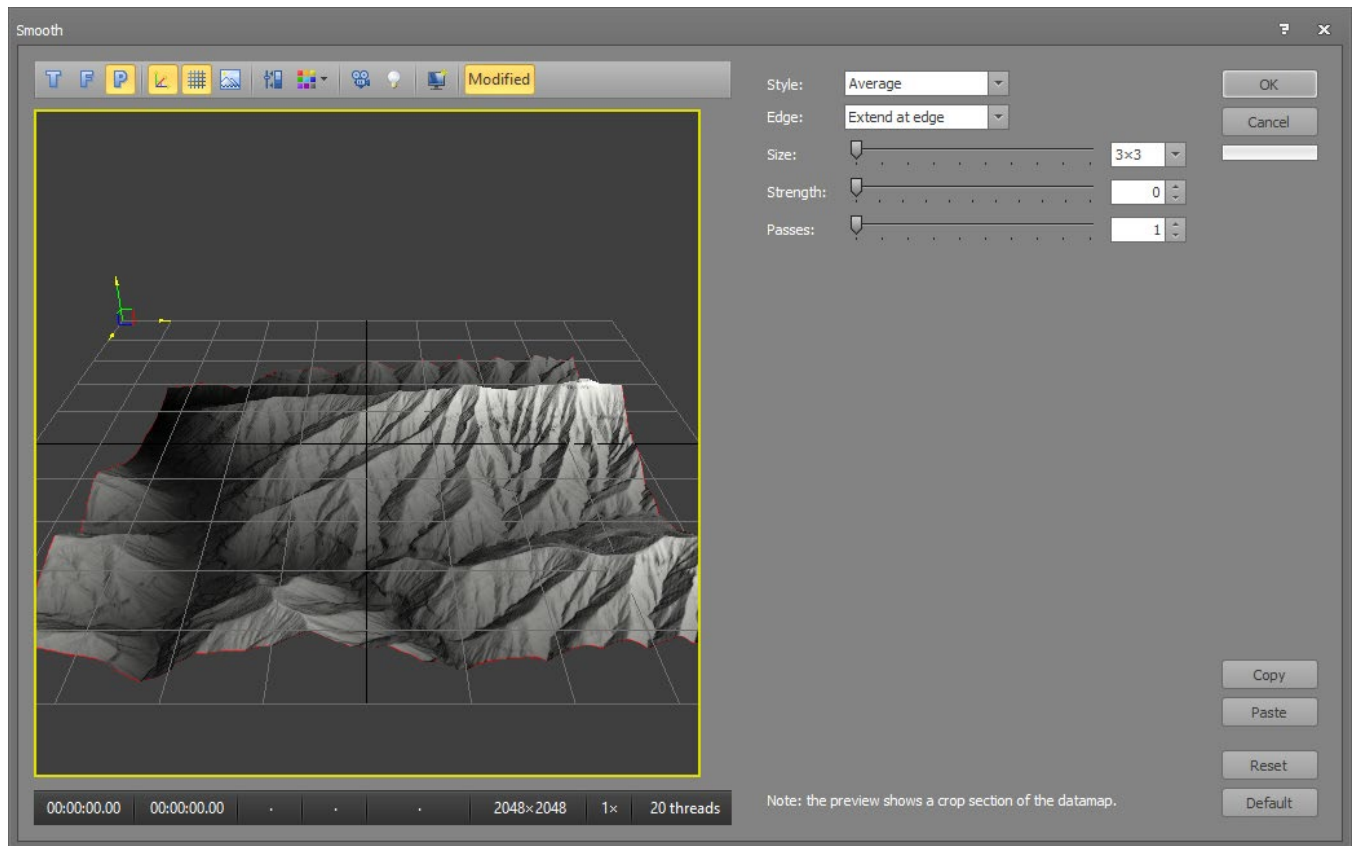 Smooth
T F P Modified
Style: Average
Edge: Extend at edge
Size: 3×3
Strength: 0
Passes: 1
OK
Cancel
Copy
Paste
Reset
Default
Note: the preview shows a crop section of the datamap.
00:00:00.00 00:00:00.00 . . . 2048×2048 1× 20 threads